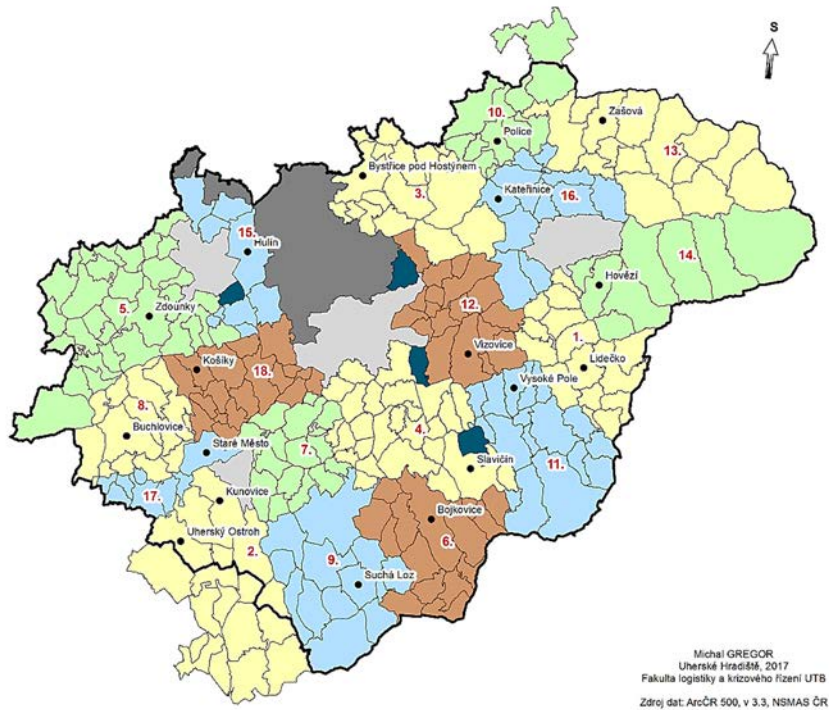 S
10.
Police
Zašová
13.
Bystřice pod Hostýnem
3.
Kateřinice
16.
15.
Hulín
14.
Hovězí
5.
Zdounky
12.
1.
Vizovice
Lidečko
Košíky
18.
Vysoké Pole
8.
Buchlovice
4.
Staré Město
7.
Slavičín
11.
17.
Kunovice
Bojkovice
Uherský Ostroh
2.
6.
9.
Suchá Loz
Michal GREGOR
Uherské Hradiště, 2017
Fakulta logistiky a krizového řízení UTB
Zdroj dat: ArcČR 500, v 3.3, NSMAS ČR